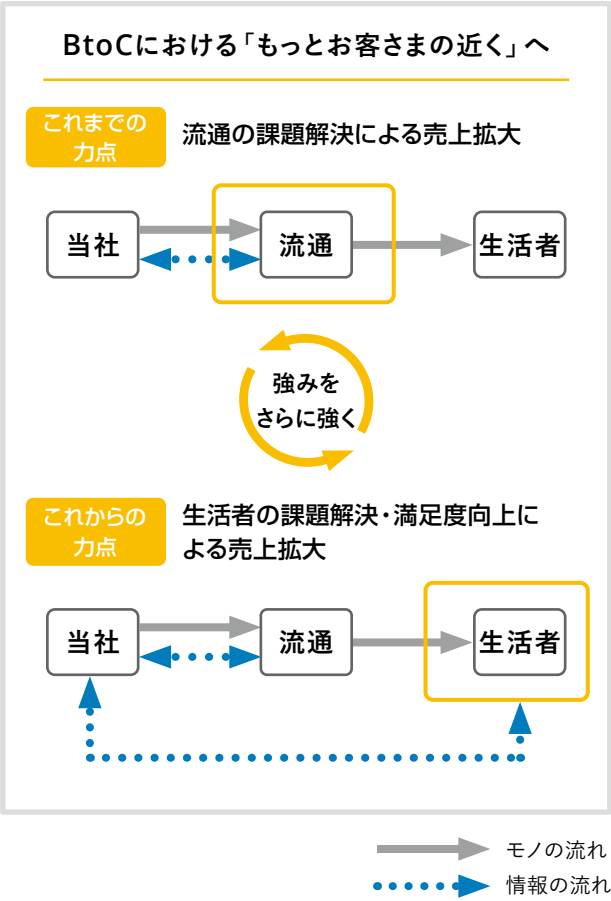 BtoCにおける「もっとお客さまの近く」へ
これまでの
力点
流通の課題解決による売上拡大
当社
流通
生活者
強みを
さらに強く
これからの
力点
生活者の課題解決・満足度向上に
よる売上拡大
当社
流通
生活者
モノの流れ
情報の流れ